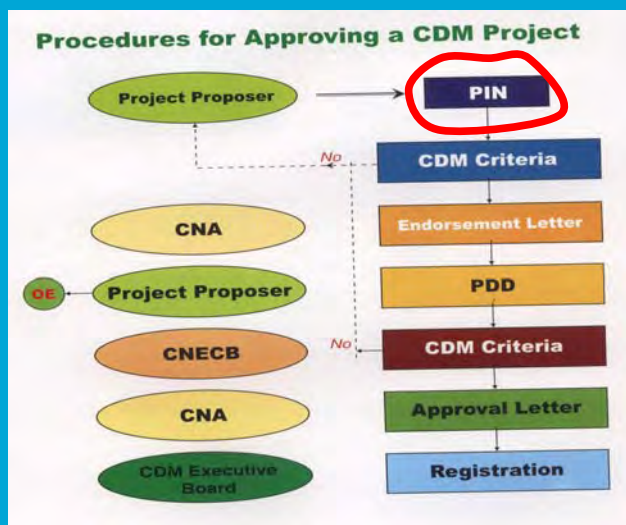 Procedures for Approving a CDM Project
Project Proposer
PIN
No
CDM Criteria
CNA
Endorsement Letter
OE
Project Proposer
PDD
No
CNECB
CDM Criteria
CNA
Approval Letter
CDM Executive
Board
Registration